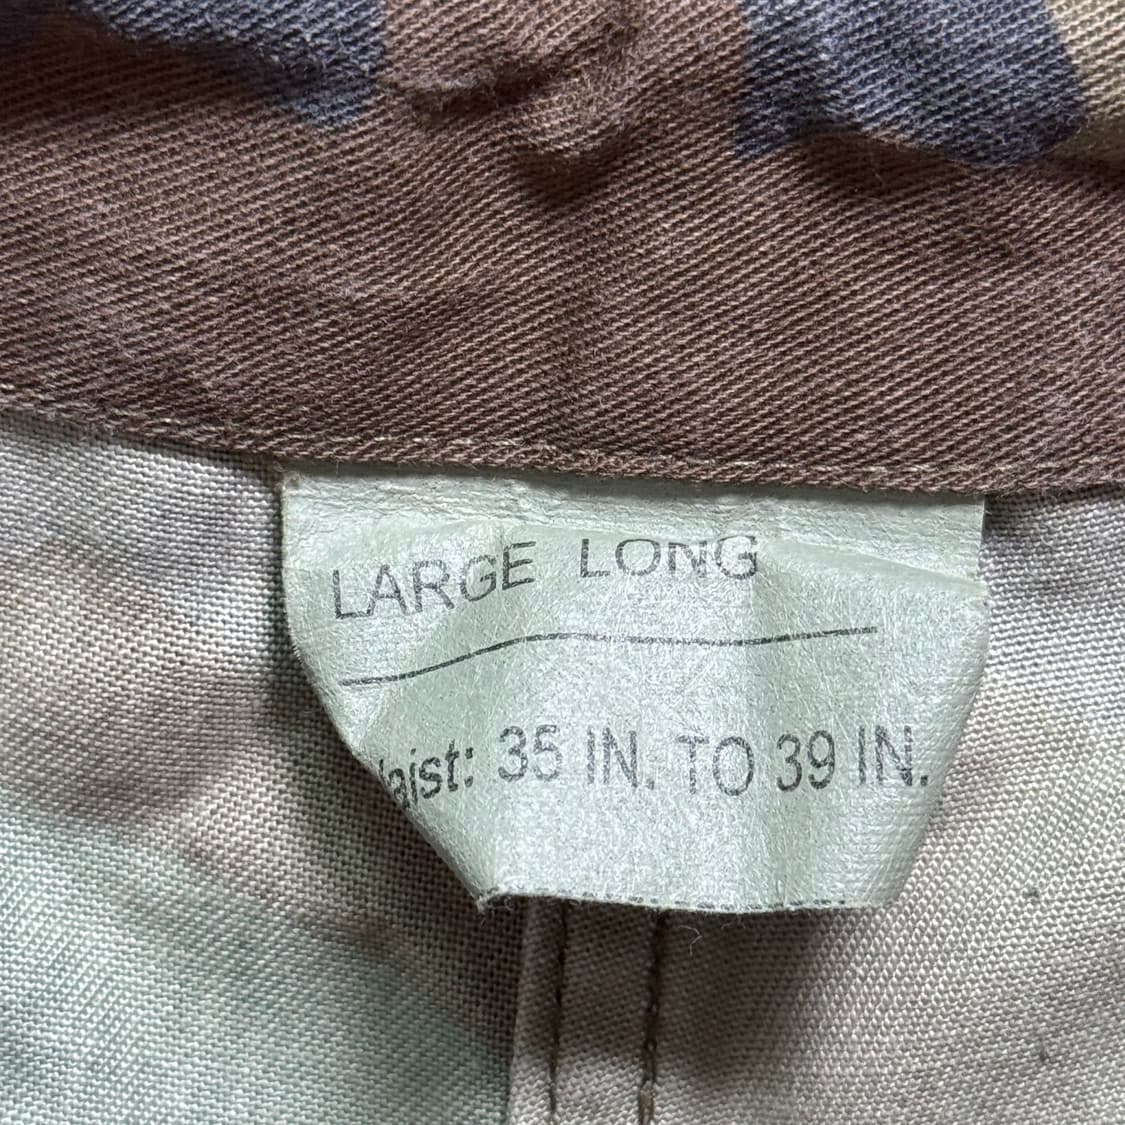 LARGE LONG
aist: 35 IN. TO 39 IN.